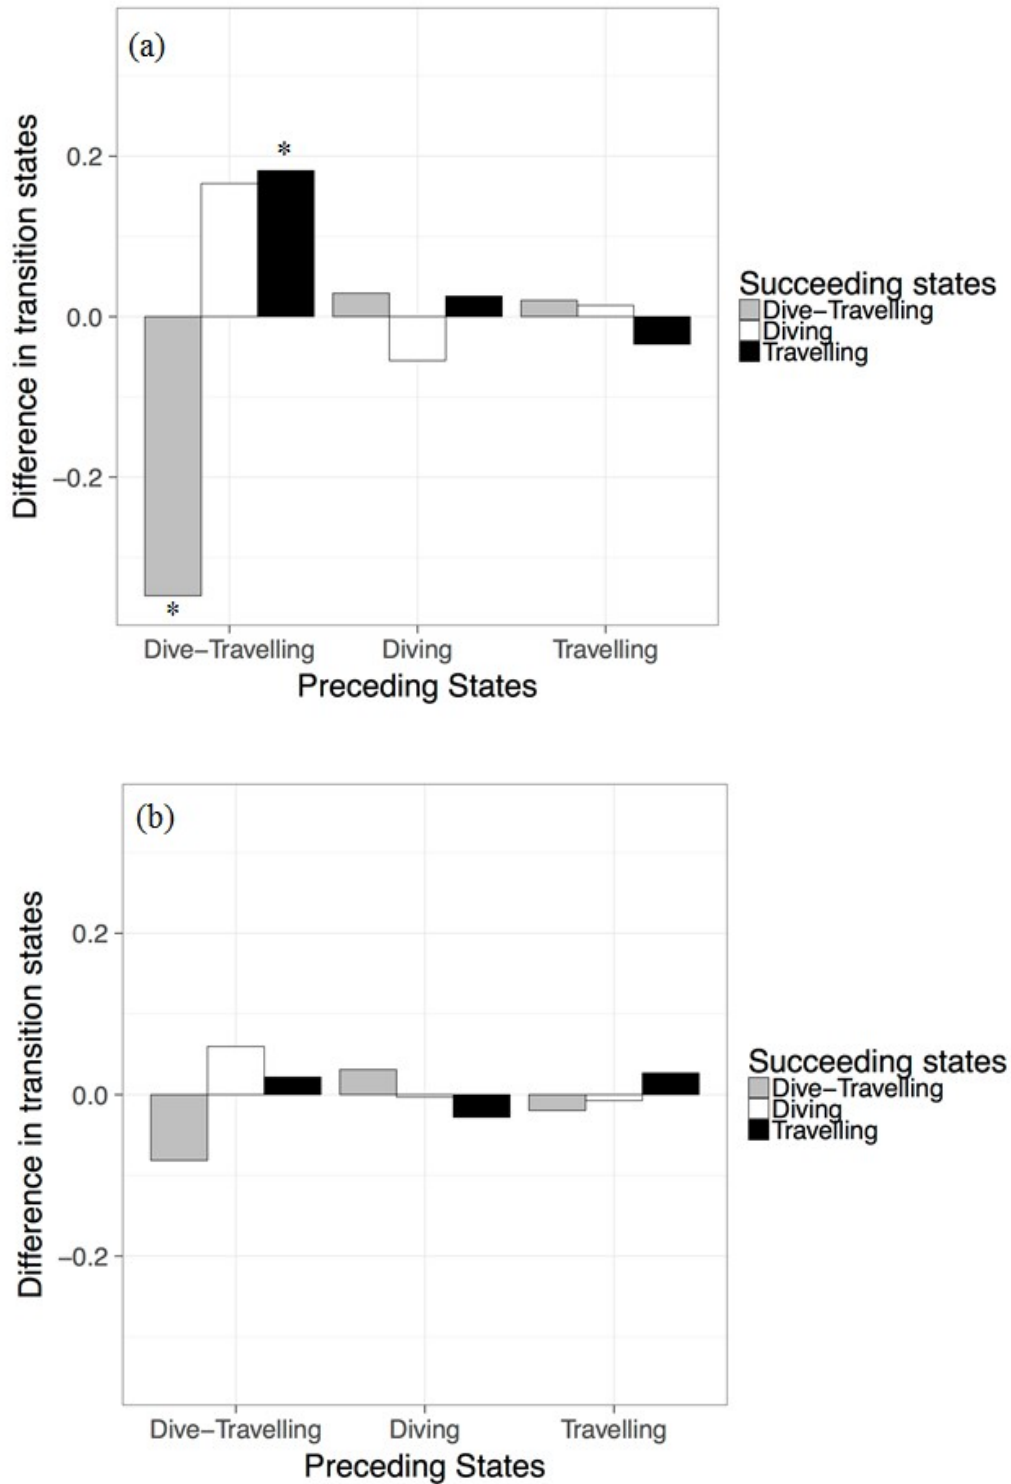 (a)
Difference in transition states
0.2
0.0
−0.2
*
*
Dive−Travelling
Diving
Travelling
Preceding States
Succeeding states
Dive−Travelling
Diving
Travelling
(b)
Difference in transition states
0.2
0.0
−0.2
Dive−Travelling
Diving
Travelling
Preceding States
Succeeding states
Dive−Travelling
Diving
Travelling